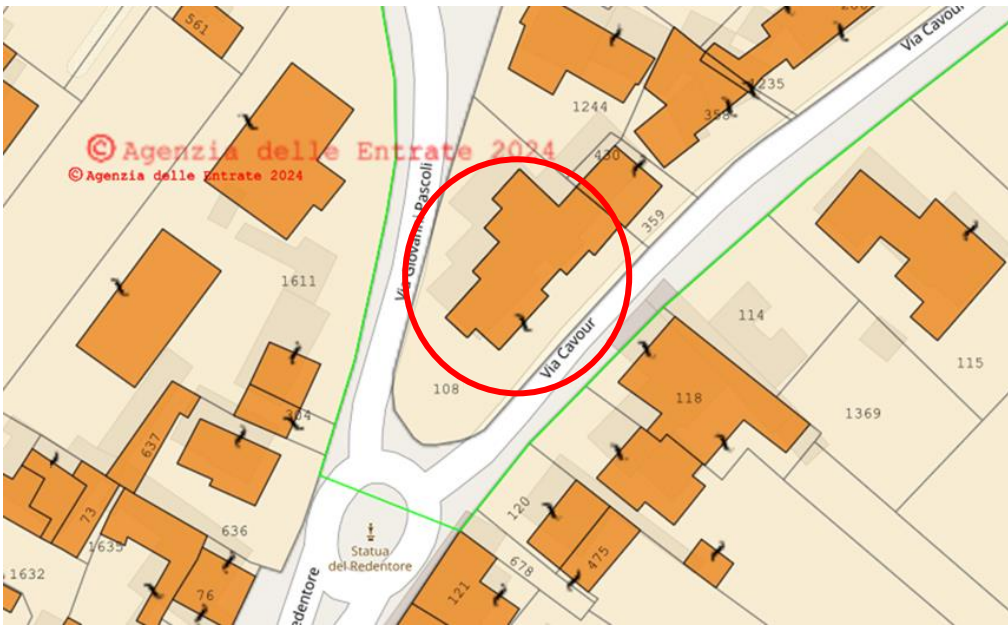 561
Via Cavour
1235
1244
358
© Agenzia delle Entrate 2024
© Agenzia delle Entrate 2024
430
Via Giovanni Pascoli
359
1611
114
115
Via Cavour
108
118
1369
304
637
120
73
636
1635
Statua
del Redentore
475
678
1632
76
121
edentore